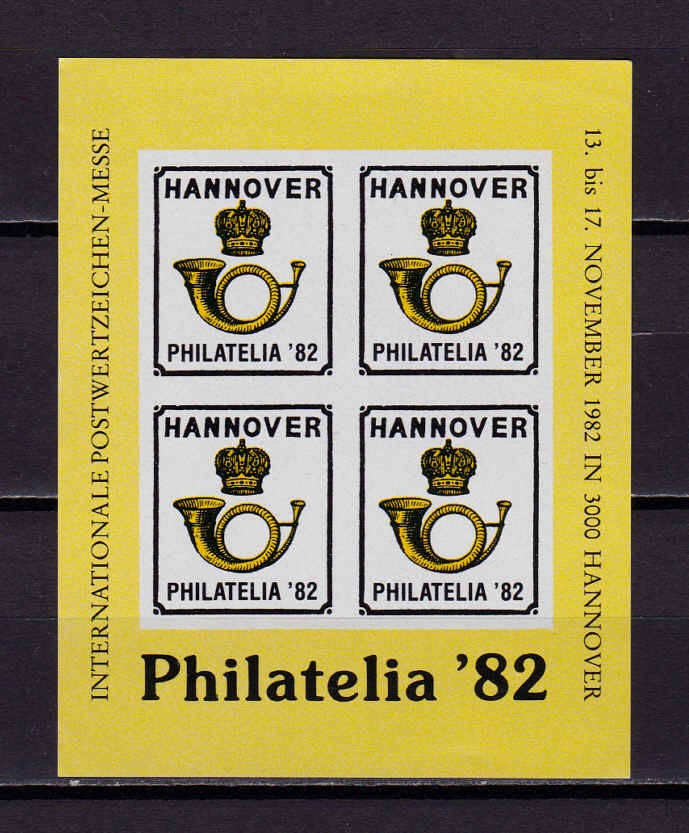 INTERNATIONALE POSTWERTZEICHEN-MESSE
HANNOVER
PHILATELIA '82
HANNOVER
PHILATELIA '82
HANNOVER
PHILATELIA '82
HANNOVER
PHILATELIA '82
13. bis 17. NOVEMBER 1982 IN 3000 HANNOVER
Philatelia '82